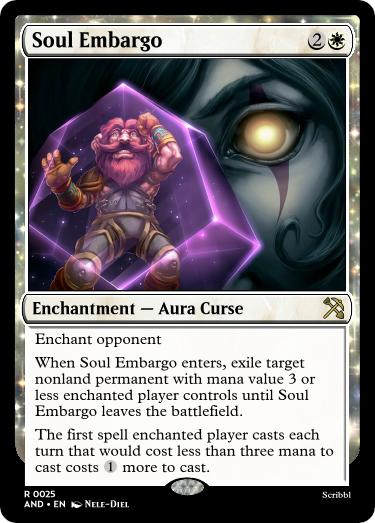 Soul Embargo 2
Enchantment — Aura Curse
Enchant opponent
When Soul Embargo enters, exile target
nonland permanent with mana value 3 or
less enchanted player controls until Soul
Embargo leaves the battlefield.
The first spell enchanted player casts each
turn that would cost less than three mana to
cast costs 1 more to cast.
R 0025
Scribbl
AND • EN Nele-Diel